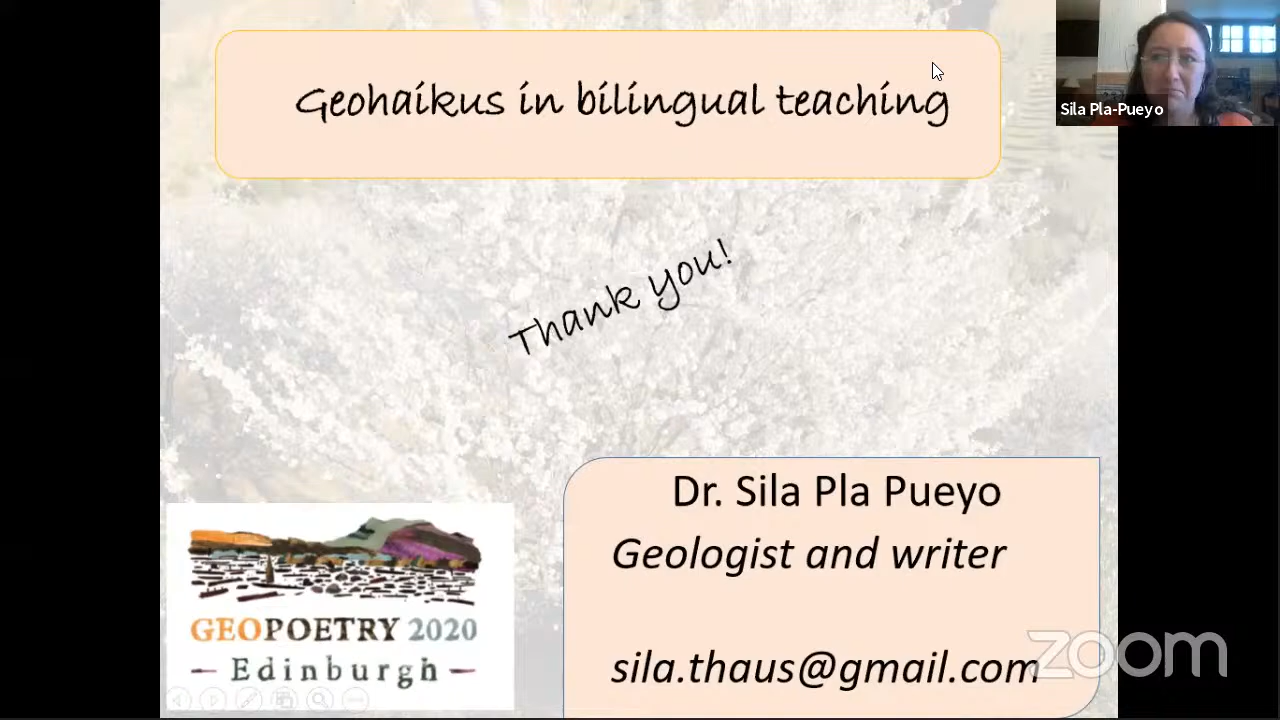 Geohaikus in bilingual teaching
Sila Pla-Pueyo
Thank you!
Dr. Sila Pla Pueyo
Geologist and writer
sila.thaus@gmail.com
GEOPOETRY 2020
Edinburgh
zoom